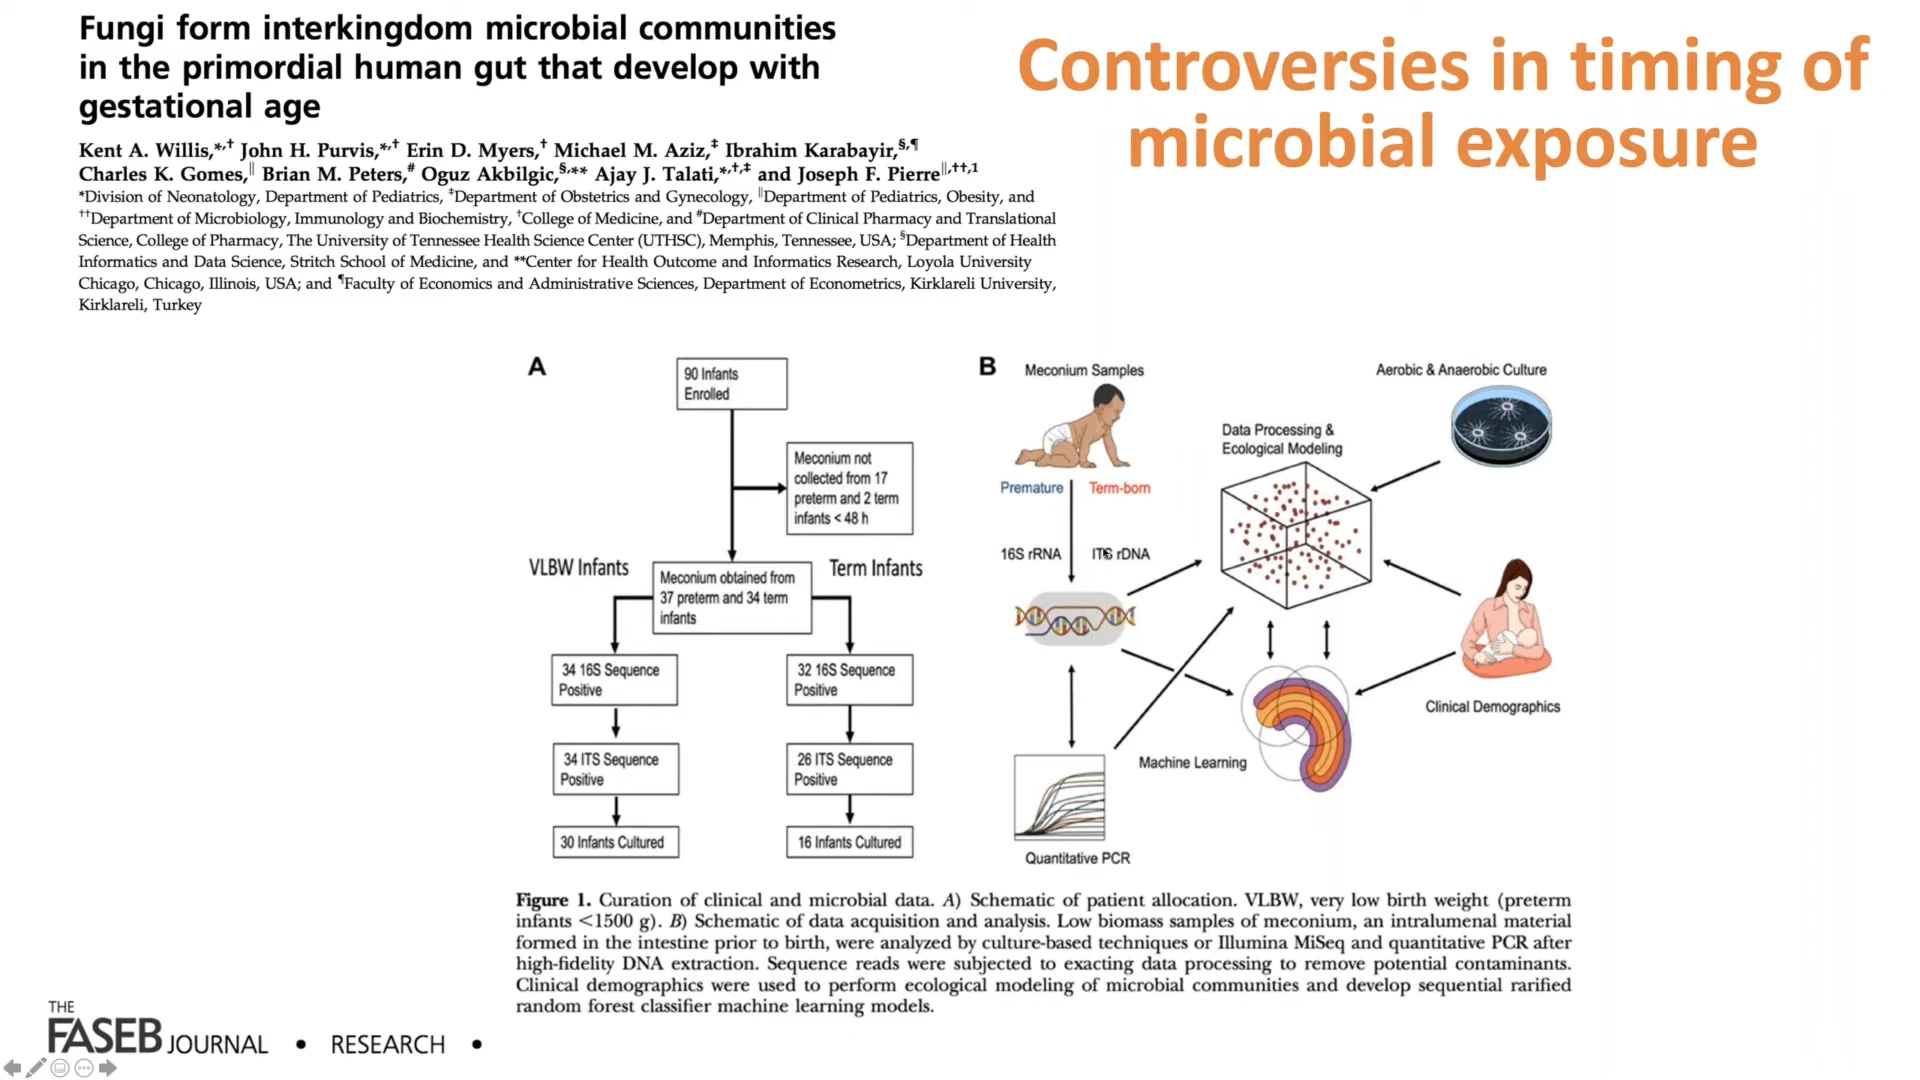 Fungi form interkingdom microbial communities
in the primordial human gut that develop with
gestational age
Controversies in timing of
microbial exposure
Kent A. Willis,*,† John H. Purvis,*,† Erin D. Myers,† Michael M. Aziz,‡ Ibrahim Karabayir,§,¶
Charles K. Gomes,‖ Brian M. Peters,# Oguz Akbilgic,§,** Ajay J. Talati,*,†,‡ and Joseph F. Pierre‖,††,1
*Division of Neonatology, Department of Pediatrics, ‡Department of Obstetrics and Gynecology, ‖Department of Pediatrics, Obesity, and
††Department of Microbiology, Immunology and Biochemistry, †College of Medicine, and #Department of Clinical Pharmacy and Translational
Science, College of Pharmacy, The University of Tennessee Health Science Center (UTHSC), Memphis, Tennessee, USA; §Department of Health
Informatics and Data Science, Stritch School of Medicine, and **Center for Health Outcome and Informatics Research, Loyola University
Chicago, Chicago, Illinois, USA; and ¶Faculty of Economics and Administrative Sciences, Department of Econometrics, Kirklareli University,
Kirklareli, Turkey
A
90 Infants
Enrolled
Meconium not
collected from 17
preterm and 2 term
infants < 48 h
VLBW Infants
Term Infants
Meconium obtained from
37 preterm and 34 term
infants
34 16S Sequence
Positive
32 16S Sequence
Positive
34 ITS Sequence
Positive
26 ITS Sequence
Positive
30 Infants Cultured
16 Infants Cultured
B
Meconium Samples
Aerobic & Anaerobic Culture
Data Processing &
Ecological Modeling
Premature
Term-born
16S rRNA
ITS rDNA
Clinical Demographics
Machine Learning
Quantitative PCR
Figure 1. Curation of clinical and microbial data. A) Schematic of patient allocation. VLBW, very low birth weight (preterm
infants <1500 g). B) Schematic of data acquisition and analysis. Low biomass samples of meconium, an intralumenal material
formed in the intestine prior to birth, were analyzed by culture-based techniques or Illumina MiSeq and quantitative PCR after
high-fidelity DNA extraction. Sequence reads were subjected to exacting data processing to remove potential contaminants.
Clinical demographics were used to perform ecological modeling of microbial communities and develop sequential rarified
random forest classifier machine learning models.
THE
FASEB JOURNAL • RESEARCH •